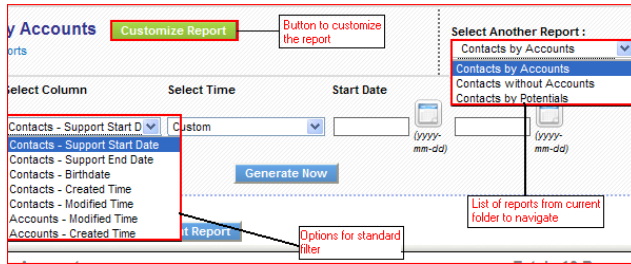 y Accounts
Customize Report
Button to customize
the report
Select Another Report :
orts
Contacts by Accounts
Contacts by Accounts
Contacts without Accounts
Contacts by Potentials
Select Column
Select Time
Start Date
Contacts - Support Start D
Custom
(yyyy-
mm-dd)
(yyyy-
mm-dd)
Contacts - Support Start Date
Contacts - Support End Date
Contacts - Birthdate
Contacts - Created Time
Contacts - Modified Time
Accounts - Modified Time
Accounts - Created Time
Generate Now
List of reports from current
folder to navigate
nt Report
Options for standard
filter